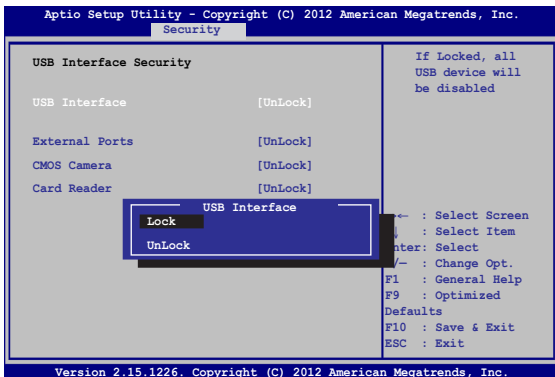 Aptio Setup Utility - Copyright (C) 2012 American Megatrends, Inc.
Security
USB Interface Security
USB Interface [UnLock]
External Ports [UnLock]
CMOS Camera [UnLock]
Card Reader [UnLock]
USB Interface
Lock
UnLock
If Locked, all
USB device will
be disabled
→← : Select Screen
: Select Item
nter: Select
/— : Change Opt.
F1 : General Help
F9 : Optimized
Defaults
F10 : Save & Exit
ESC : Exit
Version 2.15.1226. Copyright (C) 2012 American Megatrends, Inc.